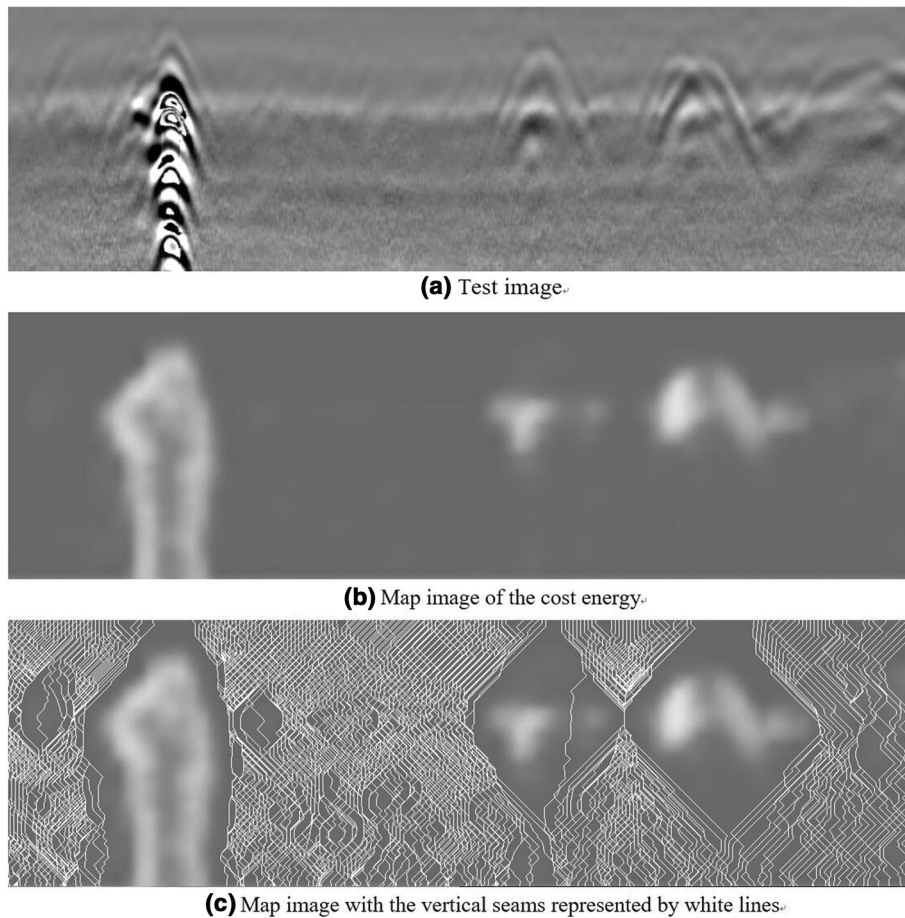 (a) Test image
(b) Map image of the cost energy
(c) Map image with the vertical seams represented by white lines